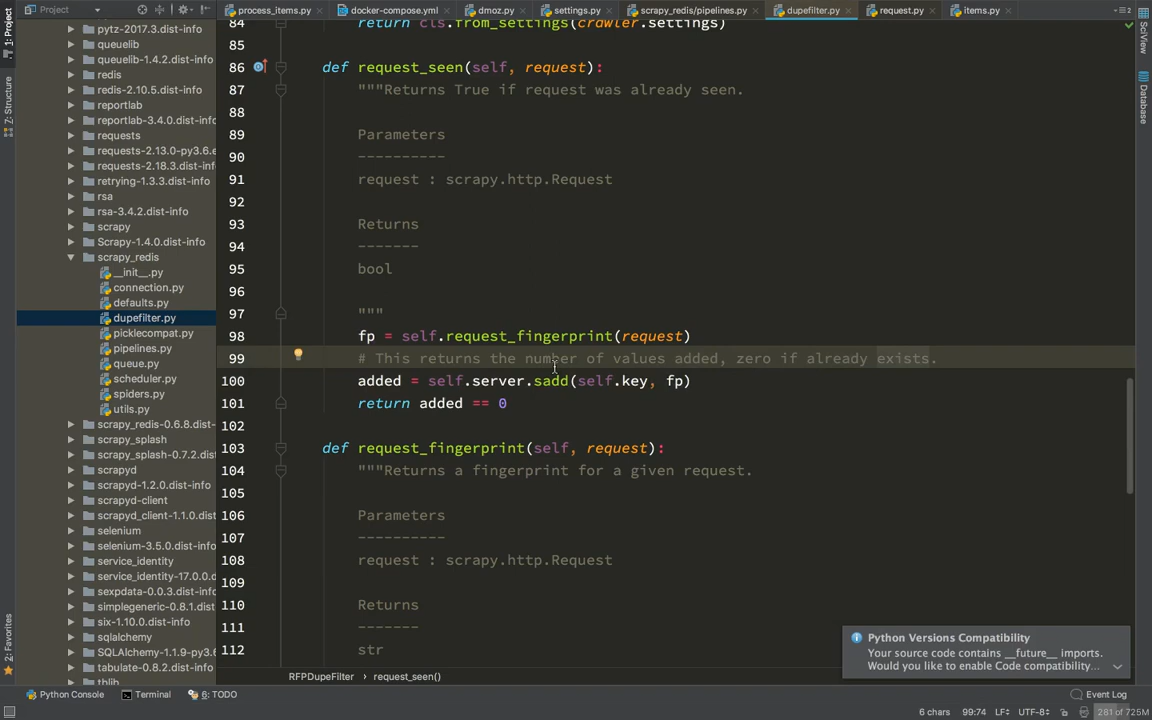 Project
process_items.py
docker-compose.yml
dmoz.py
settings.py
scrapy_redis/pipelines.py
dupefilter.py
request.py
items.py
1: Project
Z: Structure
2: Favorites
SciView
Database
pytz-2017.3.dist-info
queuelib
queuelib-1.4.2.dist-info
redis
redis-2.10.5.dist-info
reportlab
reportlab-3.4.0.dist-info
requests
requests-2.13.0-py3.6.e
requests-2.18.3.dist-info
retrying-1.3.3.dist-info
rsa
rsa-3.4.2.dist-info
scrapy
Scrapy-1.4.0.dist-info
scrapy_redis
__init__.py
connection.py
defaults.py
dupefilter.py
picklecompat.py
pipelines.py
queue.py
scheduler.py
spiders.py
utils.py
scrapy_redis-0.6.8.dist-
scrapy_splash
scrapy_splash-0.7.2.dist-
scrapyd
scrapyd-1.2.0.dist-info
scrapyd-client
scrapyd_client-1.1.0.dist-
selenium
selenium-3.5.0.dist-info
service_identity
service_identity-17.0.0.d
sexpdata-0.0.3.dist-info
simplegeneric-0.8.1.dist
six-1.10.0.dist-info
sqlalchemy
SQLAlchemy-1.1.9-py3.6
tabulate-0.8.2.dist-info
tblib
84 return cls.from_settings(crawler.settings)
85
86 def request_seen(self, request):
87 """Returns True if request was already seen.
88
89 Parameters
90 ----------
91 request : scrapy.http.Request
92
93 Returns
94 -------
95 bool
96
97 """
98 fp = self.request_fingerprint(request)
99 # This returns the number of values added, zero if already exists.
100 added = self.server.sadd(self.key, fp)
101 return added == 0
102
103 def request_fingerprint(self, request):
104 """Returns a fingerprint for a given request.
105
106 Parameters
107 ----------
108 request : scrapy.http.Request
109
110 Returns
111 -------
112 str
Python Versions Compatibility
Your source code contains __future__ imports.
Would you like to enable Code compatibility...
RFPDupeFilter › request_seen()
Python Console
Terminal
6: TODO
Event Log
6 chars 99:74 LF÷ UTF-8÷ 281 of 725M